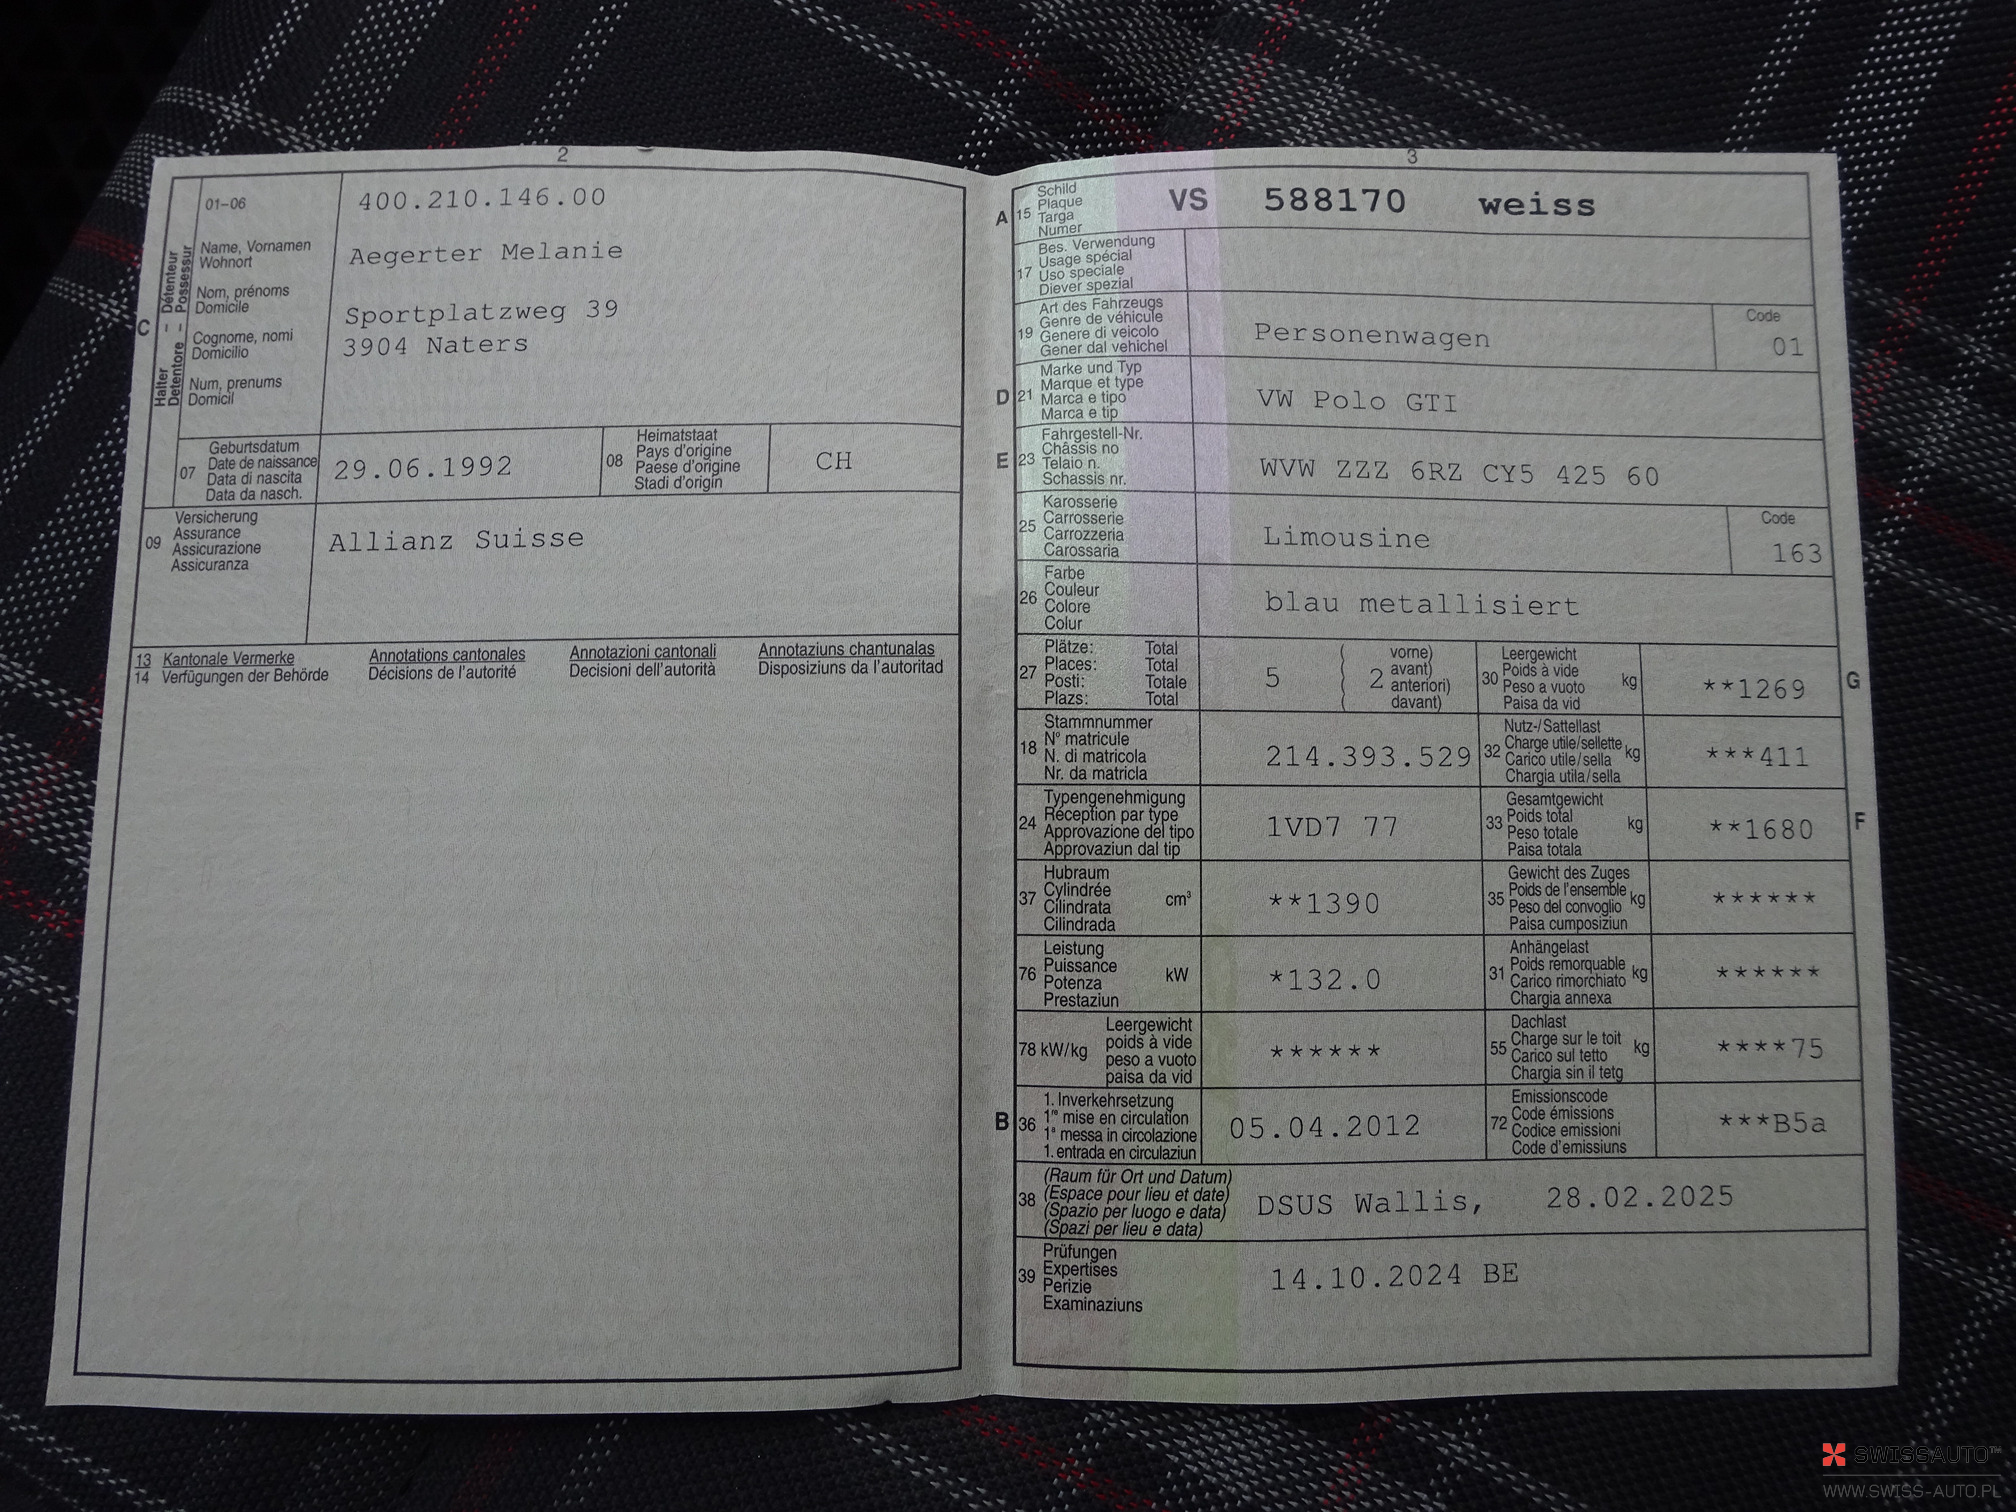 2
01-06
400.210.146.00
C
Halter – Détenteur
Detentore – Possessur
Name, Vornamen
Wohnort
Nom, prénoms
Domicile
Cognome, nomi
Domicilio
Num, prenums
Domicil
Aegerter Melanie
Sportplatzweg 39
3904 Naters
07
Geburtsdatum
Date de naissance
Data di nascita
Data da nasch.
29.06.1992
08
Heimatstaat
Pays d'origine
Paese d'origine
Stadi d'origin
CH
09
Versicherung
Assurance
Assicurazione
Assicuranza
Allianz Suisse
13 Kantonale Vermerke Annotations cantonales Annotazioni cantonali Annotaziuns chantunalas
14 Verfügungen der Behörde Décisions de l'autorité Decisioni dell'autorità Disposiziuns da l'autoritad
3
A 15
Schild
Plaque
Targa
Numer
VS 588170 weiss
17
Bes. Verwendung
Usage spécial
Uso speciale
Diever spezial
19
Art des Fahrzeugs
Genre de véhicule
Genere di veicolo
Gener dal vehichel
Personenwagen
Code
01
D 21
Marke und Typ
Marque et type
Marca e tipo
Marca e tip
VW Polo GTI
E 23
Fahrgestell-Nr.
Châssis no
Telaio n.
Schassis nr.
WVW ZZZ 6RZ CY5 425 60
25
Karosserie
Carrosserie
Carrozzeria
Carossaria
Limousine
Code
163
26
Farbe
Couleur
Colore
Colur
blau metallisiert
27
Plätze: Total
Places: Total
Posti: Totale
Plazs: Total
5
( 2
vorne)
avant)
anteriori)
davant)
30
Leergewicht
Poids à vide
Peso a vuoto
Paisa da vid
kg
**1269
G
18
Stammnummer
N° matricule
N. di matricola
Nr. da matricla
214.393.529
32
Nutz-/Sattellast
Charge utile/sellette
Carico utile/sella
Chargia utila/sella
kg
***411
24
Typengenehmigung
Réception par type
Approvazione del tipo
Approvaziun dal tip
1VD7 77
33
Gesamtgewicht
Poids total
Peso totale
Paisa totala
kg
**1680
F
37
Hubraum
Cylindrée
Cilindrata
Cilindrada
cm³
**1390
35
Gewicht des Zuges
Poids de l'ensemble
Peso del convoglio
Paisa cumposiziun
kg
******
76
Leistung
Puissance
Potenza
Prestaziun
kW
*132.0
31
Anhängelast
Poids remorquable
Carico rimorchiato
Chargia annexa
kg
******
78 kW/kg
Leergewicht
poids à vide
peso a vuoto
paisa da vid
******
55
Dachlast
Charge sur le toit
Carico sul tetto
Chargia sin il tetg
kg
****75
B 36
1. Inverkehrsetzung
1re mise en circulation
1a messa in circolazione
1. entrada en circulaziun
05.04.2012
72
Emissionscode
Code émissions
Codice emissioni
Code d'emissiuns
***B5a
38
(Raum für Ort und Datum)
(Espace pour lieu et date)
(Spazio per luogo e data)
(Spazi per lieu e data)
DSUS Wallis, 28.02.2025
39
Prüfungen
Expertises
Perizie
Examinaziuns
14.10.2024 BE
SWISSAUTO™
WWW.SWISS-AUTO.PL